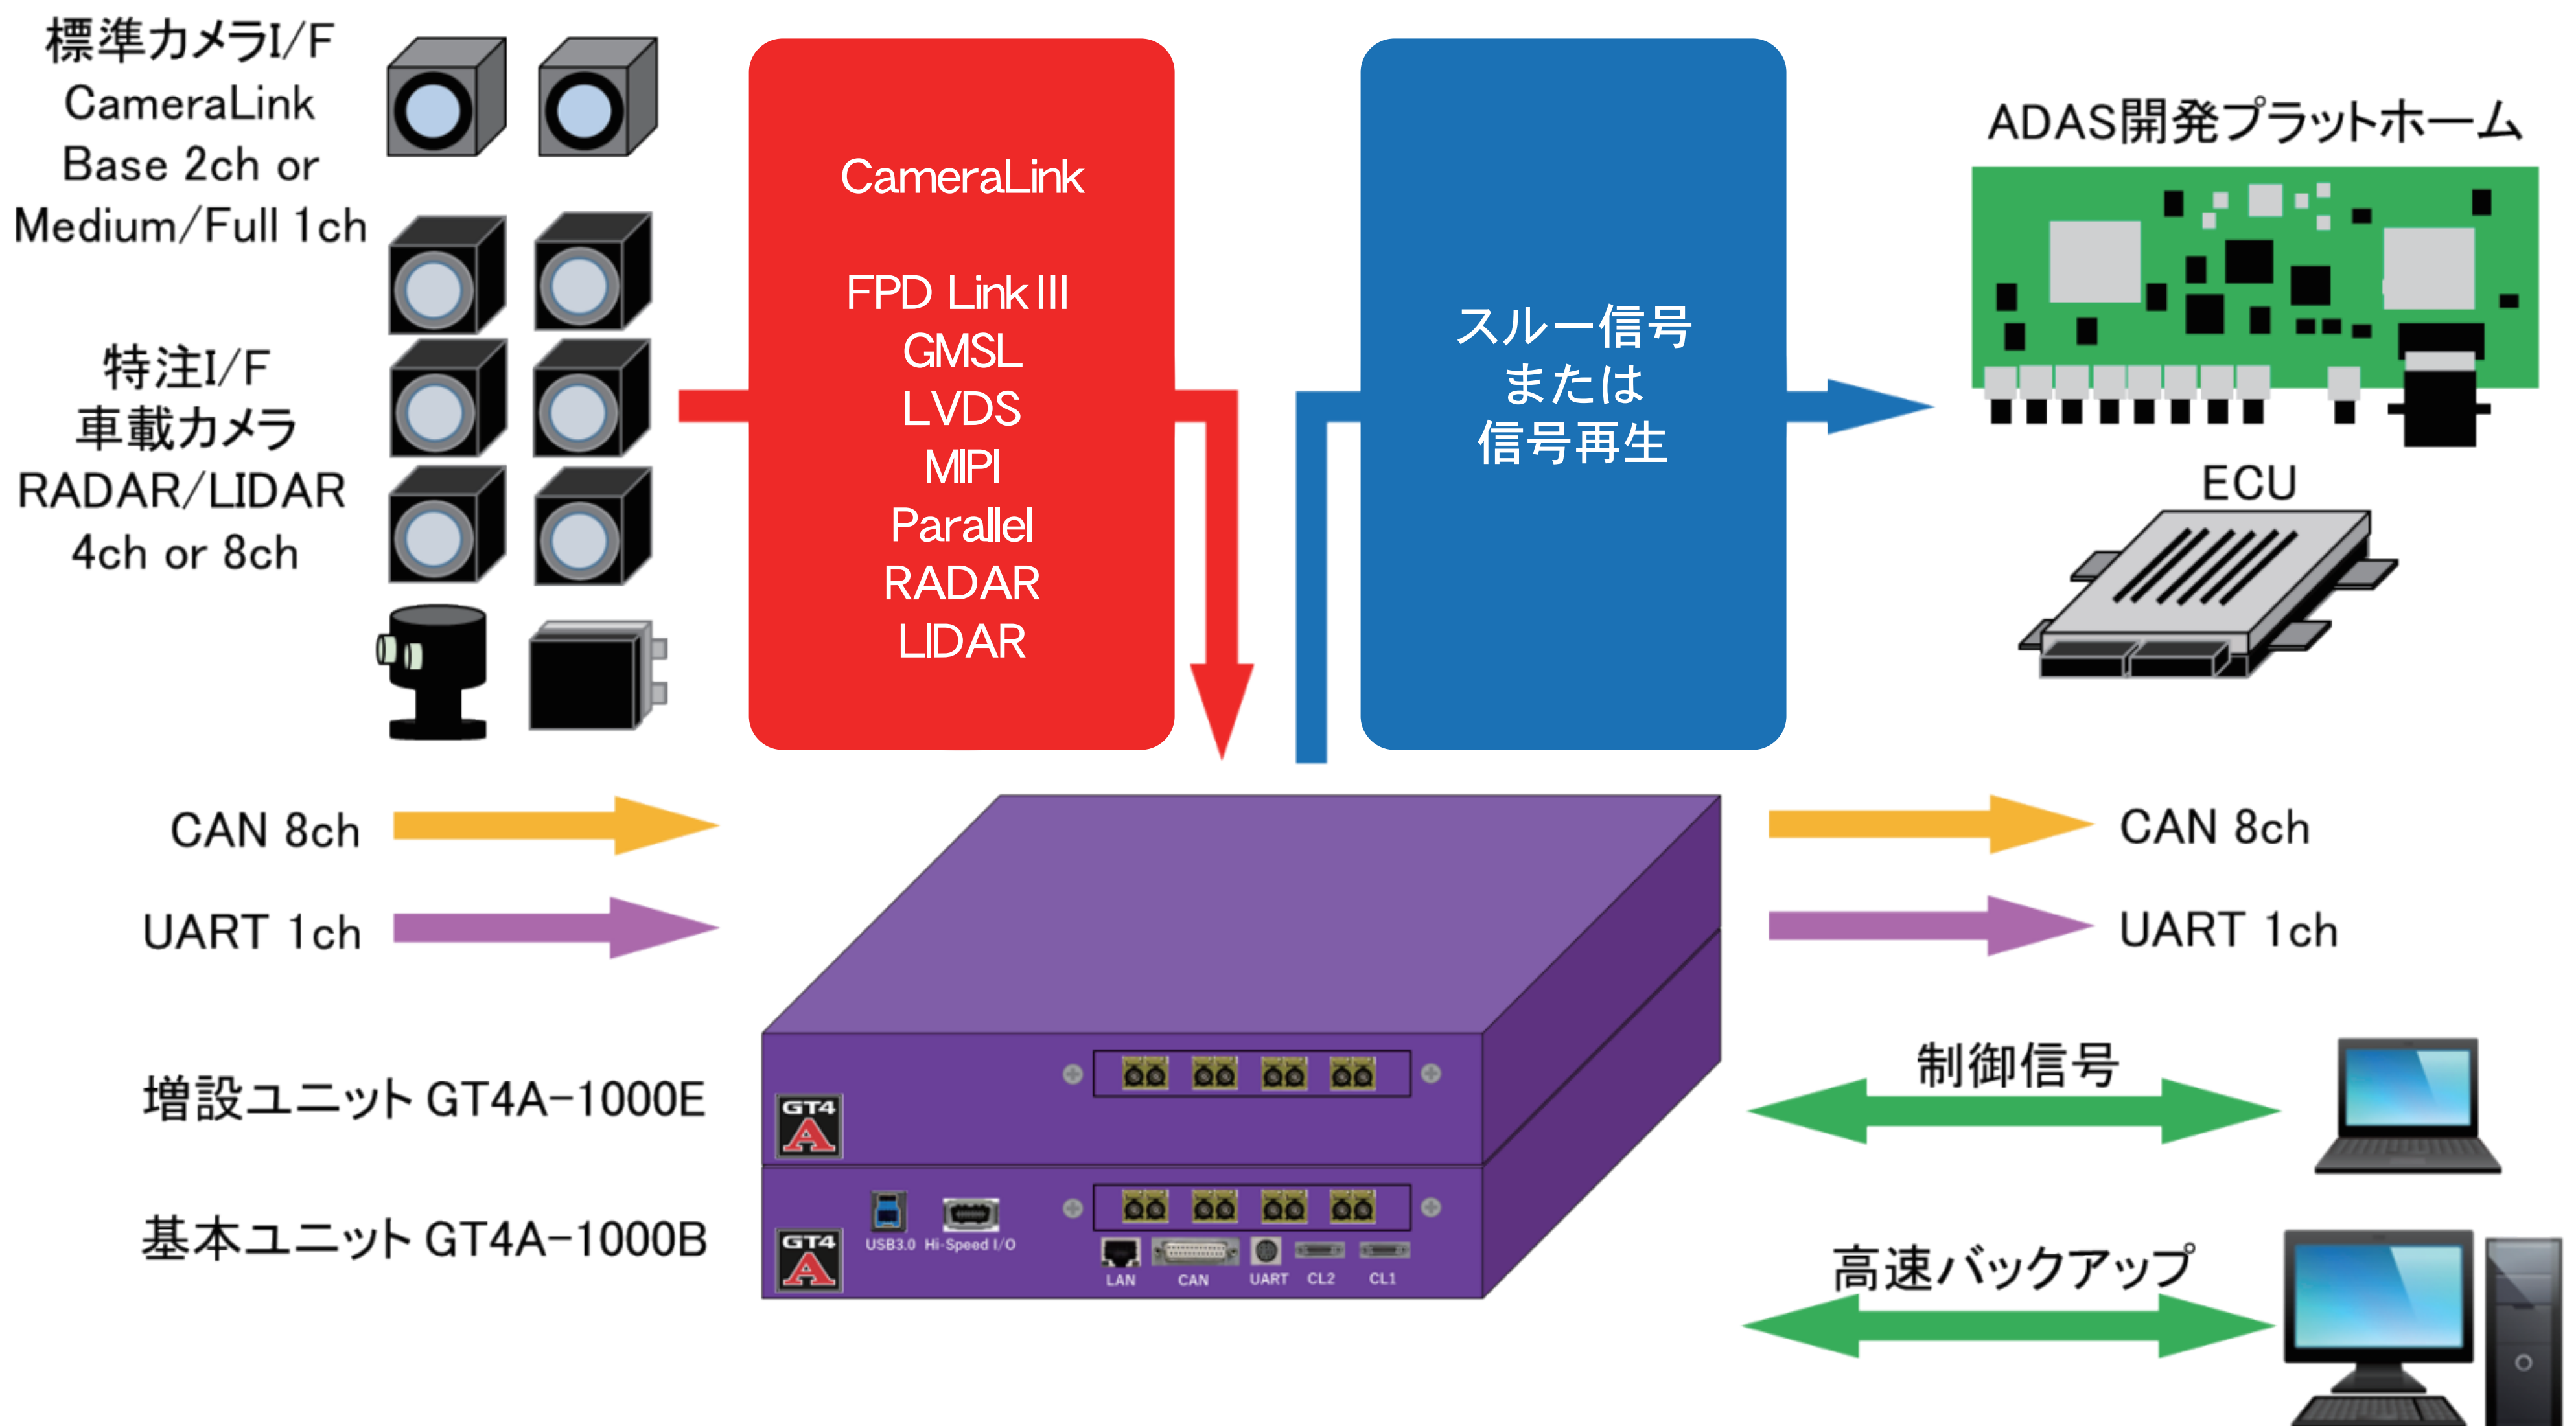 標準カメラI/F
CameraLink
Base 2ch or
Medium/Full 1ch
特注I/F
車載カメラ
RADAR/LIDAR
4ch or 8ch
CameraLink
FPD Link III
GMSL
LVDS
MIPI
Parallel
RADAR
LIDAR
スルー信号
または
信号再生
ADAS開発プラットホーム
ECU
CAN 8ch
UART 1ch
CAN 8ch
UART 1ch
増設ユニット GT4A-1000E
基本ユニット GT4A-1000B
GT4
A
GT4
A
USB3.0 Hi-Speed I/O
LAN CAN UART CL2 CL1
制御信号
高速バックアップ